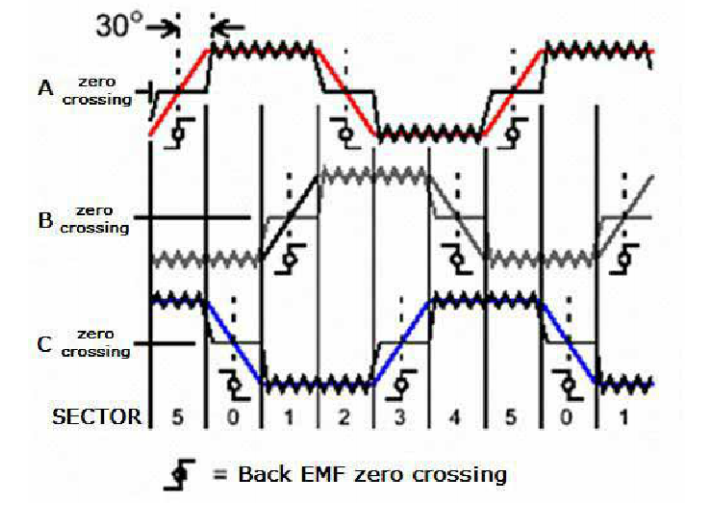 30°
A zero crossing
B zero crossing
C zero crossing
SECTOR 5 0 1 2 3 4 5 0 1
= Back EMF zero crossing